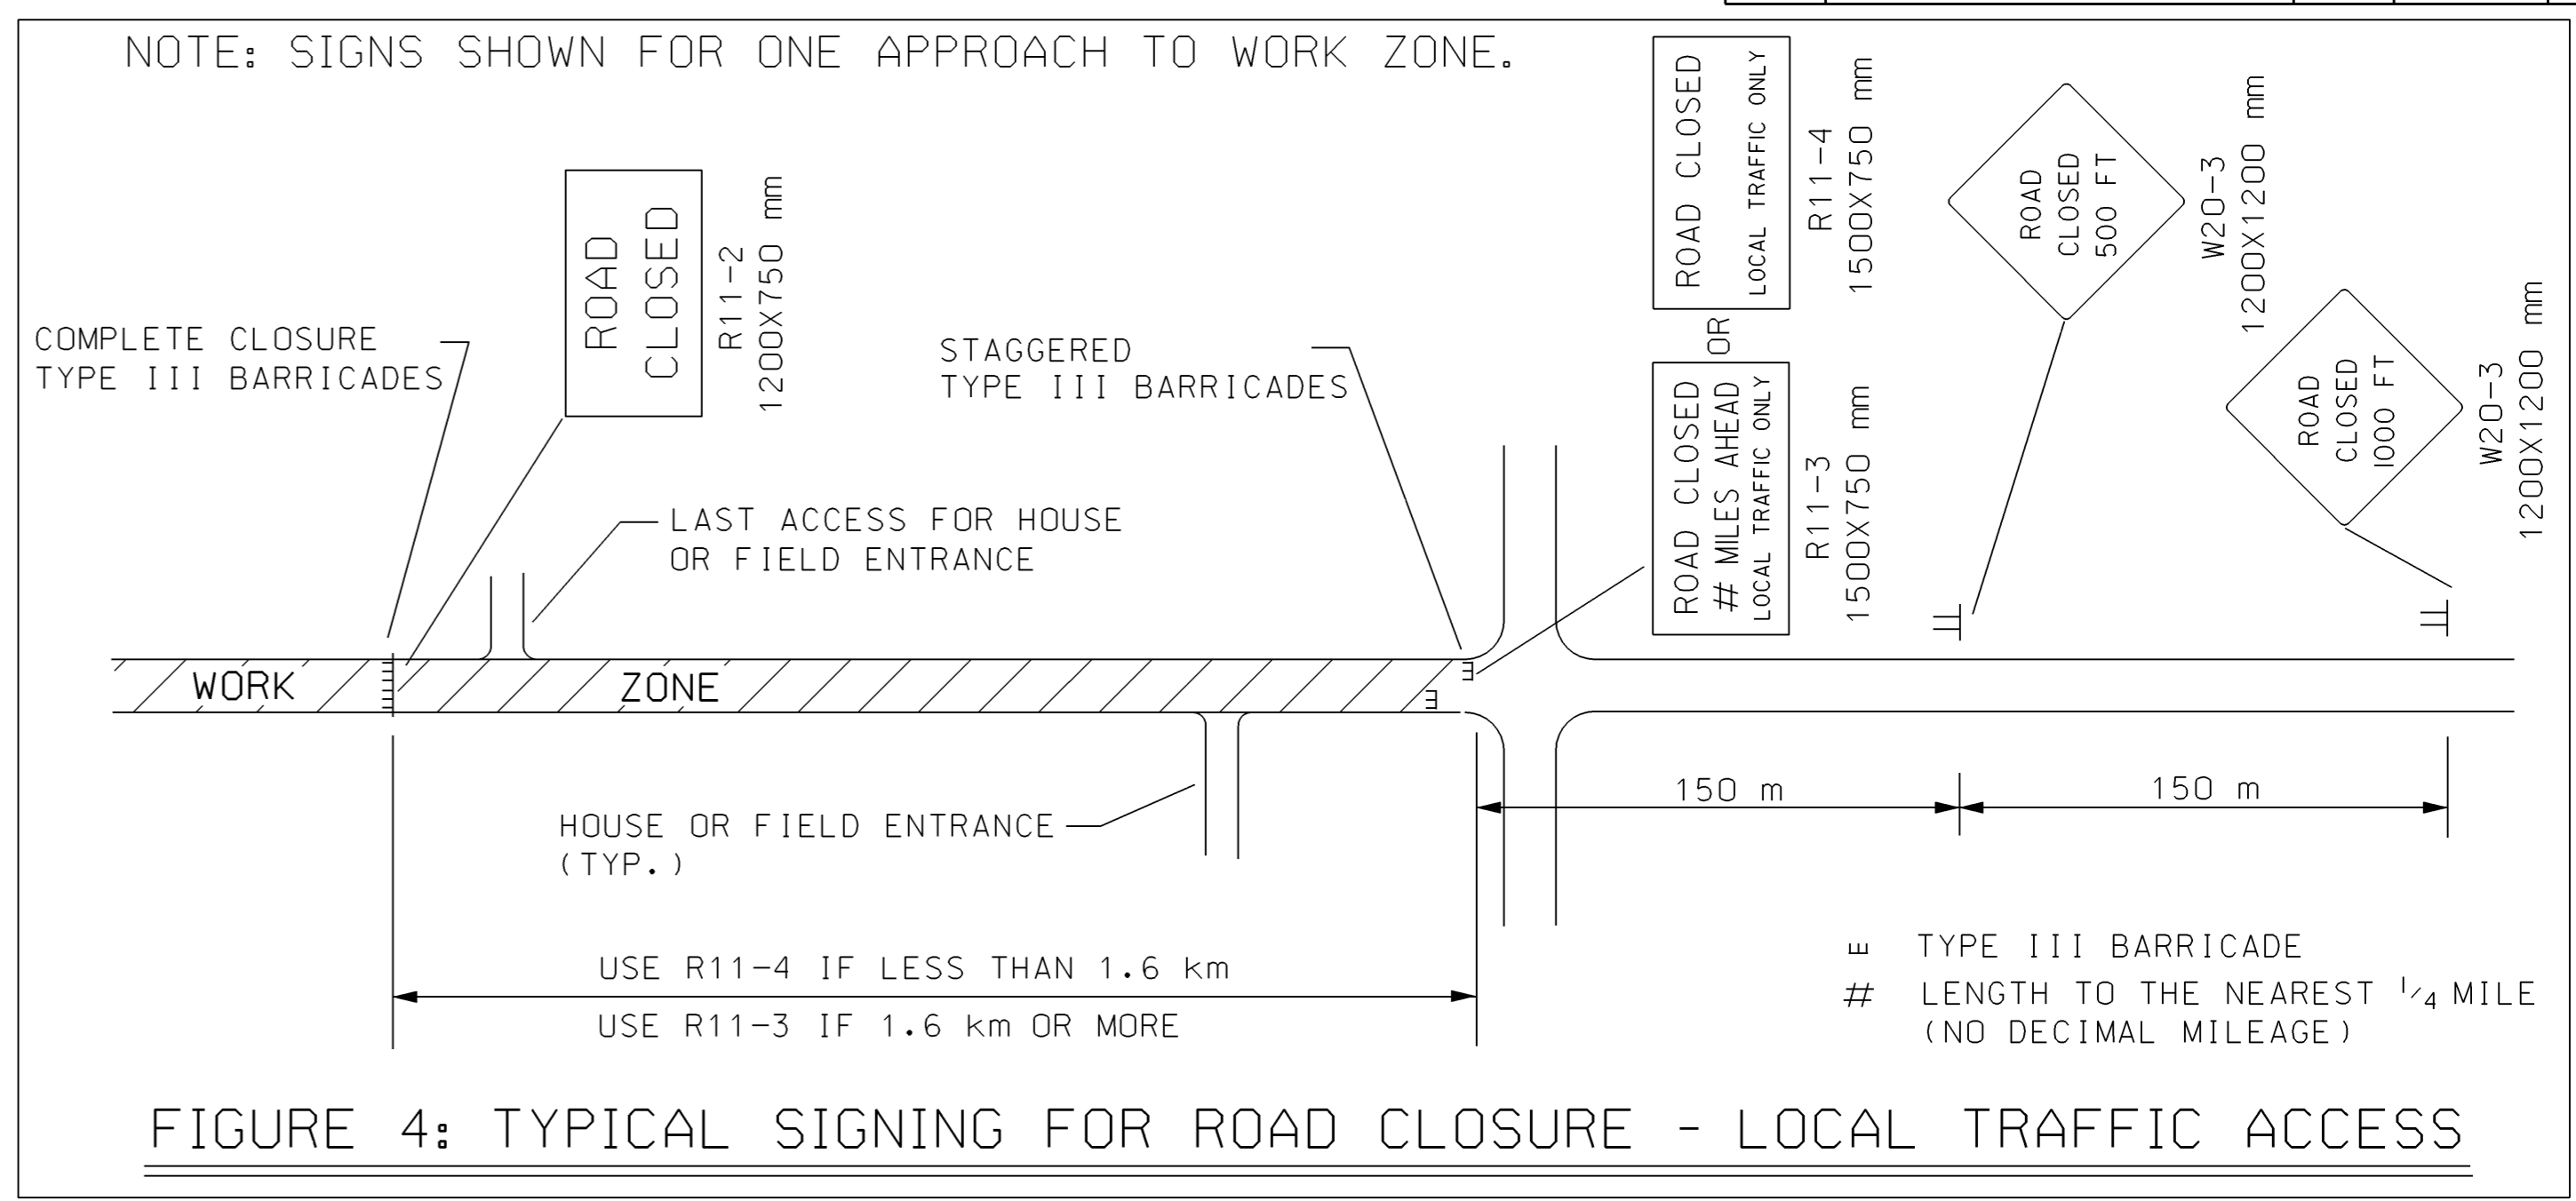 NOTE: SIGNS SHOWN FOR ONE APPROACH TO WORK ZONE.
COMPLETE CLOSURE
TYPE III BARRICADES
ROAD
CLOSED
R11-2
1200X750 mm
STAGGERED
TYPE III BARRICADES
ROAD CLOSED
LOCAL TRAFFIC ONLY
R11-4
1500X750 mm
OR
ROAD CLOSED
# MILES AHEAD
LOCAL TRAFFIC ONLY
R11-3
1500X750 mm
ROAD
CLOSED
500 FT
W20-3
1200X1200 mm
ROAD
CLOSED
1000 FT
W20-3
1200X1200 mm
LAST ACCESS FOR HOUSE
OR FIELD ENTRANCE
WORK ZONE
HOUSE OR FIELD ENTRANCE
(TYP.)
150 m
150 m
USE R11-4 IF LESS THAN 1.6 km
USE R11-3 IF 1.6 km OR MORE
TYPE III BARRICADE
# LENGTH TO THE NEAREST 1/4 MILE
(NO DECIMAL MILEAGE)
FIGURE 4: TYPICAL SIGNING FOR ROAD CLOSURE - LOCAL TRAFFIC ACCESS